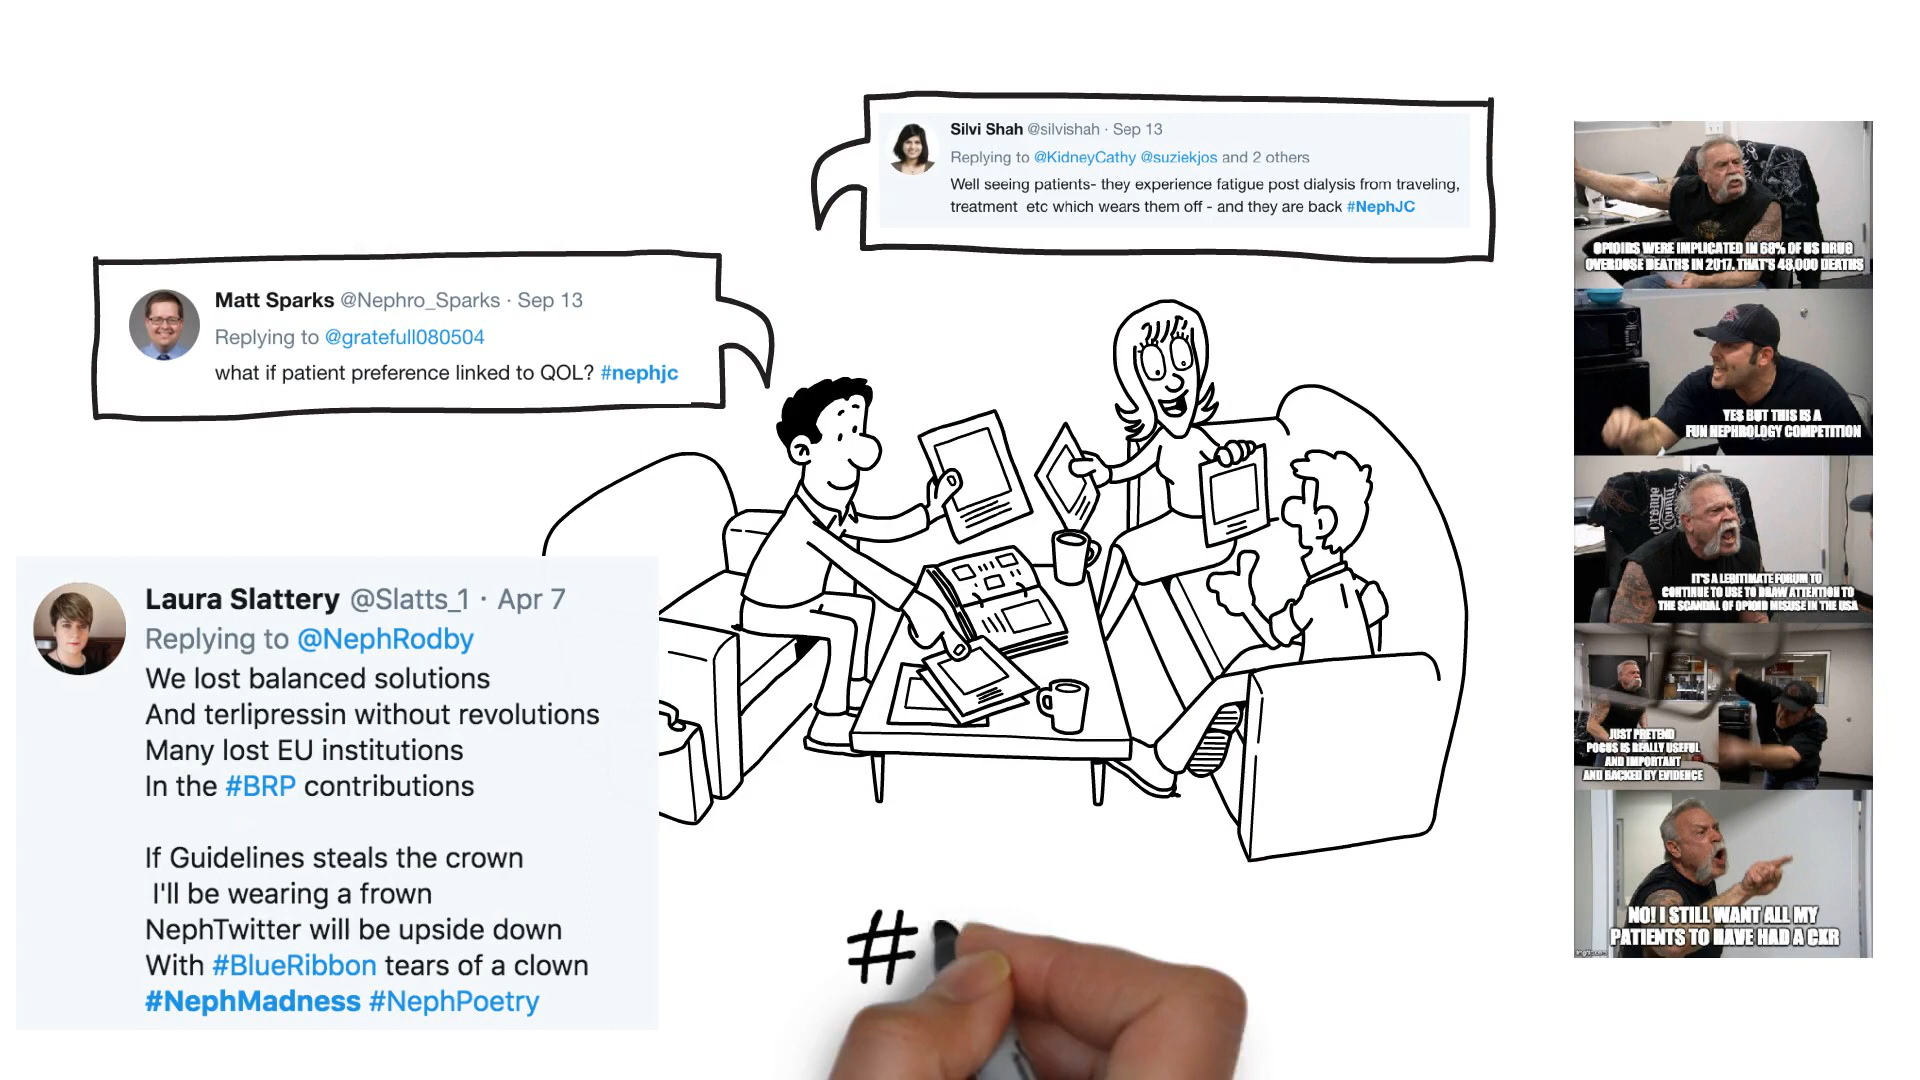 Silvi Shah @silvishah · Sep 13
Replying to @KidneyCathy @suziekjos and 2 others
Well seeing patients- they experience fatigue post dialysis from traveling,
treatment etc which wears them off - and they are back #NephJC
Matt Sparks @Nephro_Sparks · Sep 13
Replying to @gratefull080504
what if patient preference linked to QOL? #nephjc
Laura Slattery @Slatts_1 · Apr 7
Replying to @NephRodby
We lost balanced solutions
And terlipressin without revolutions
Many lost EU institutions
In the #BRP contributions
If Guidelines steals the crown
I'll be wearing a frown
NephTwitter will be upside down
With #BlueRibbon tears of a clown
#NephMadness #NephPoetry
OPIOIDS WERE IMPLICATED IN 68% OF US DRUG
OVERDOSE DEATHS IN 2017. THAT'S 48,000 DEATHS
YES BUT THIS IS A
FUN NEPHROLOGY COMPETITION
IT'S A LEGITIMATE FORUM TO
CONTINUE TO USE TO DRAW ATTENTION TO
THE SCANDAL OF OPIOID MISUSE IN THE USA
JUST PRETEND
POCUS IS REALLY USEFUL
AND IMPORTANT
AND BACKED BY EVIDENCE
NO! I STILL WANT ALL MY
PATIENTS TO HAVE HAD A CXR
#